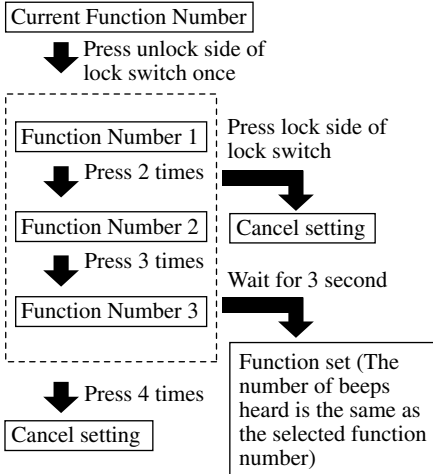 Current Function Number
Press unlock side of
lock switch once
Function Number 1
Press lock side of
lock switch
Press 2 times
Function Number 2
Cancel setting
Press 3 times
Wait for 3 second
Function Number 3
Press 4 times
Cancel setting
Function set (The
number of beeps
heard is the same as
the selected function
number)